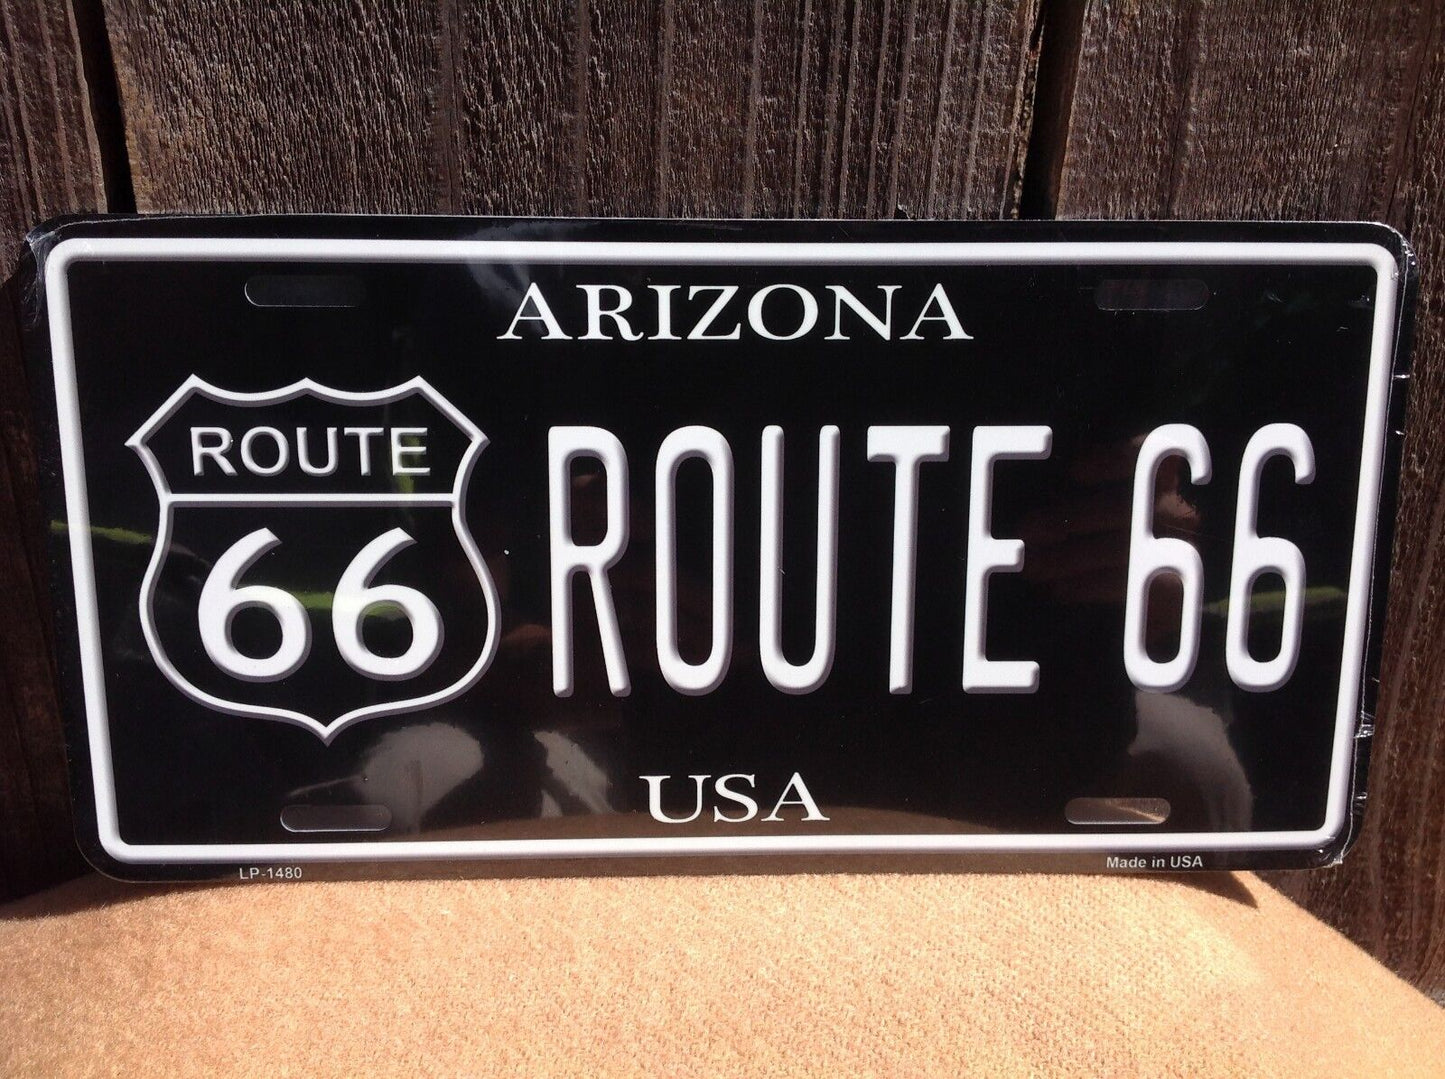 ARIZONA
ROUTE
66
ROUTE 66
USA
LP-1480
Made in USA